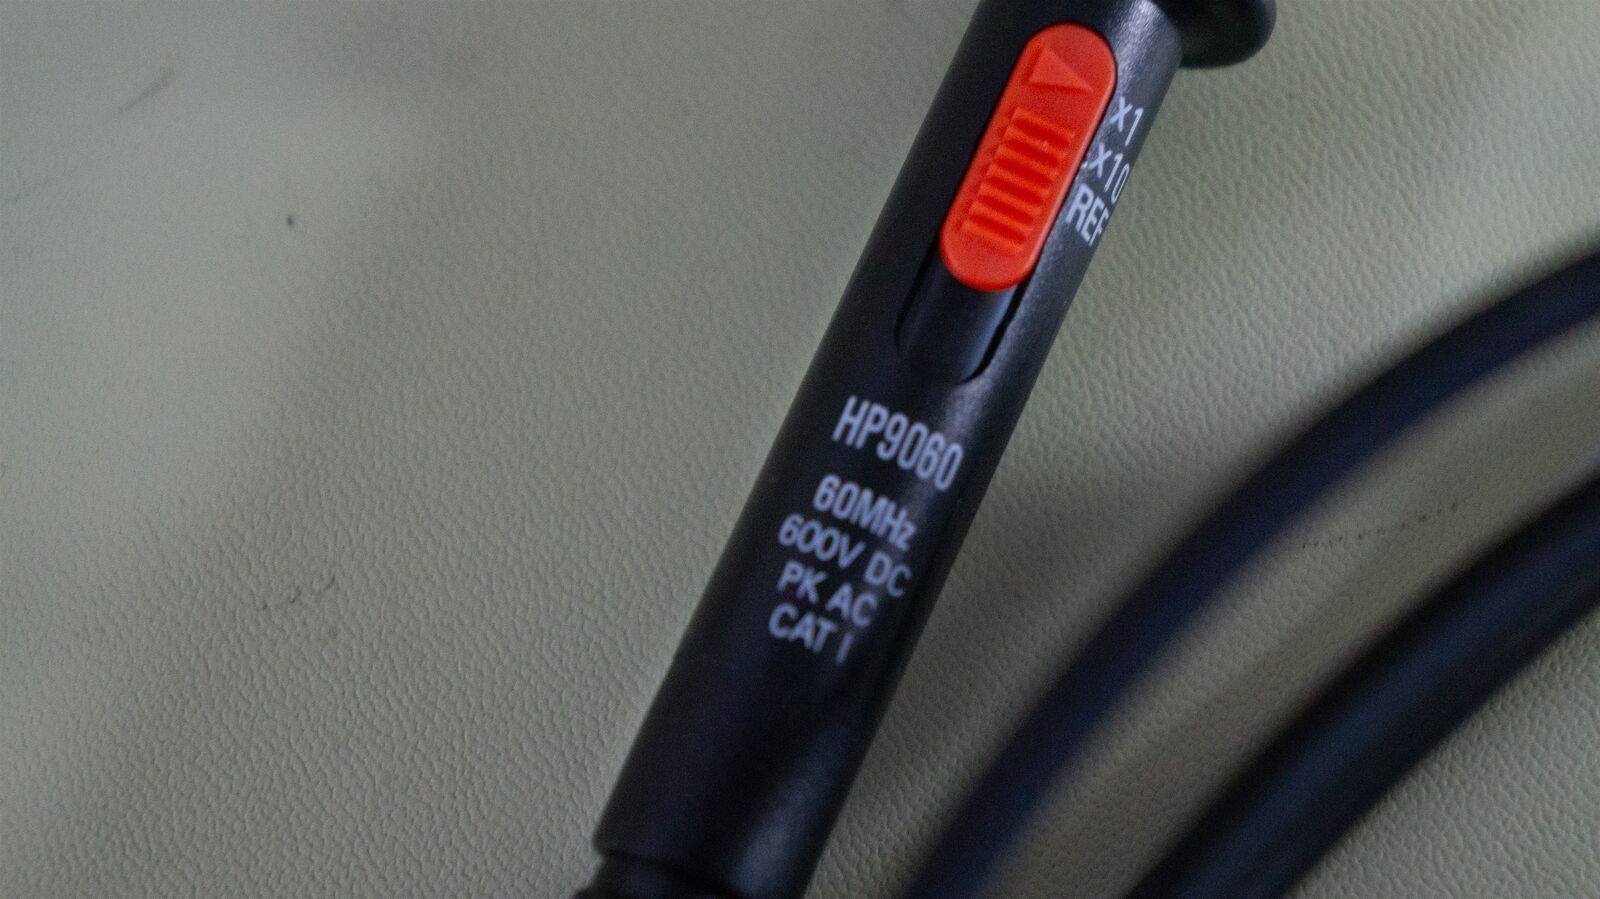 x1
x10
REF
HP9060
60MHz
600V DC
PK AC
CAT I